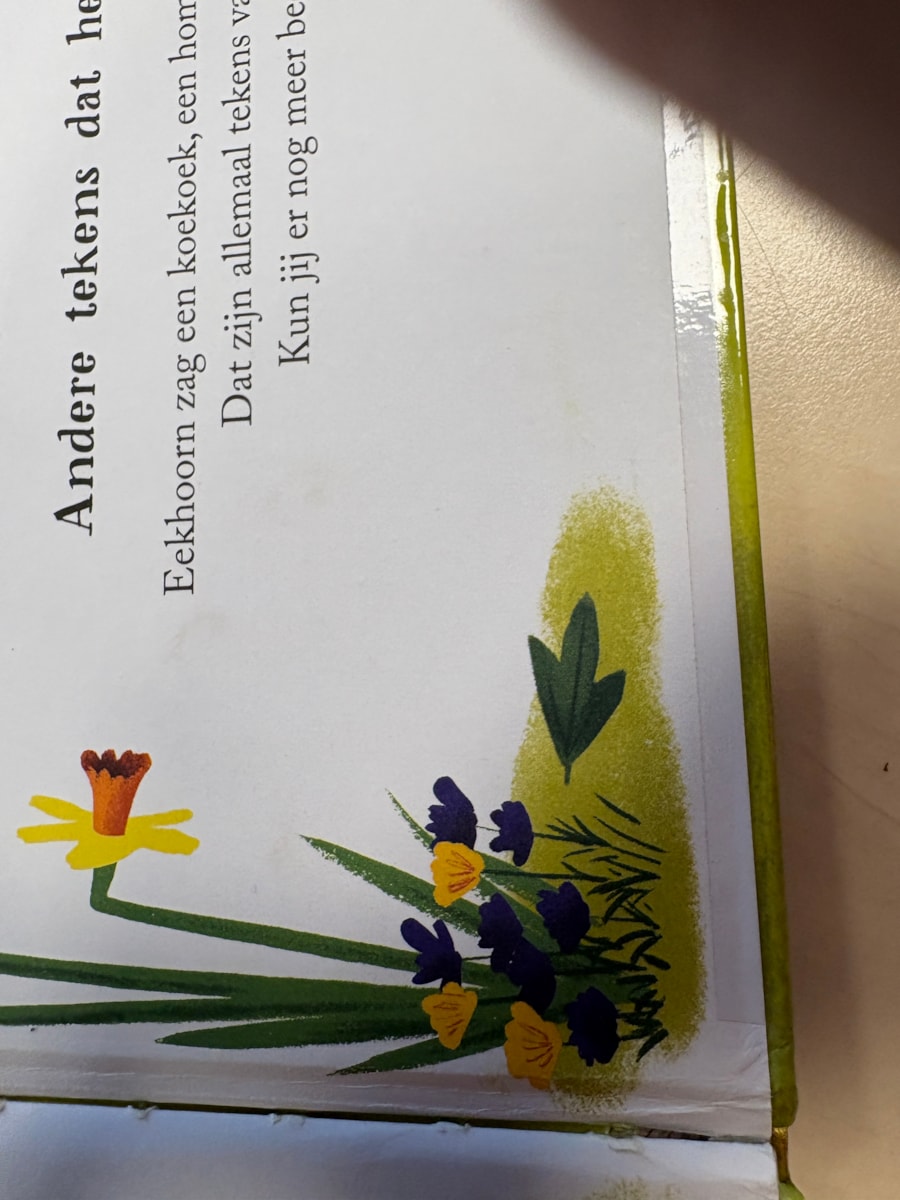 Andere tekens dat he
Eekhoorn zag een koekoek, een hom
Dat zijn allemaal tekens va
Kun jij er nog meer be